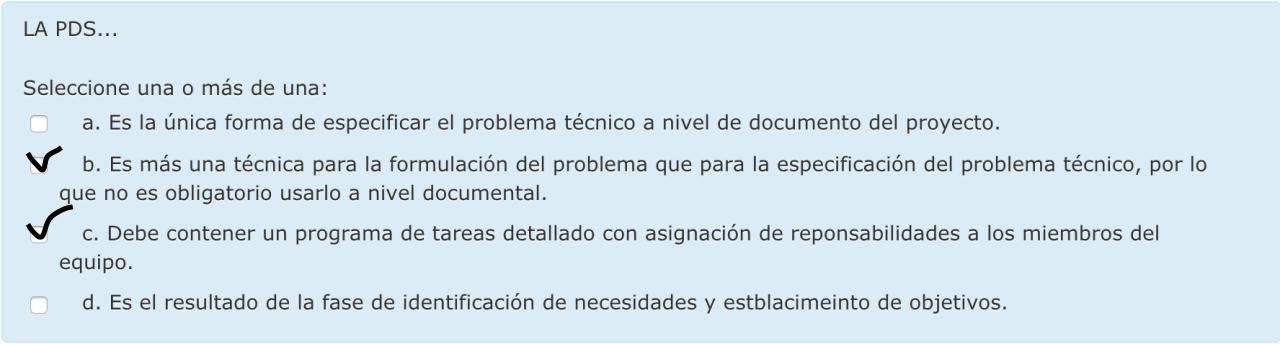 LA PDS...
Seleccione una o más de una:
a. Es la única forma de especificar el problema técnico a nivel de documento del proyecto.
b. Es más una técnica para la formulación del problema que para la especificación del problema técnico, por lo
que no es obligatorio usarlo a nivel documental.
c. Debe contener un programa de tareas detallado con asignación de reponsabilidades a los miembros del
equipo.
d. Es el resultado de la fase de identificación de necesidades y estblacimeinto de objetivos.